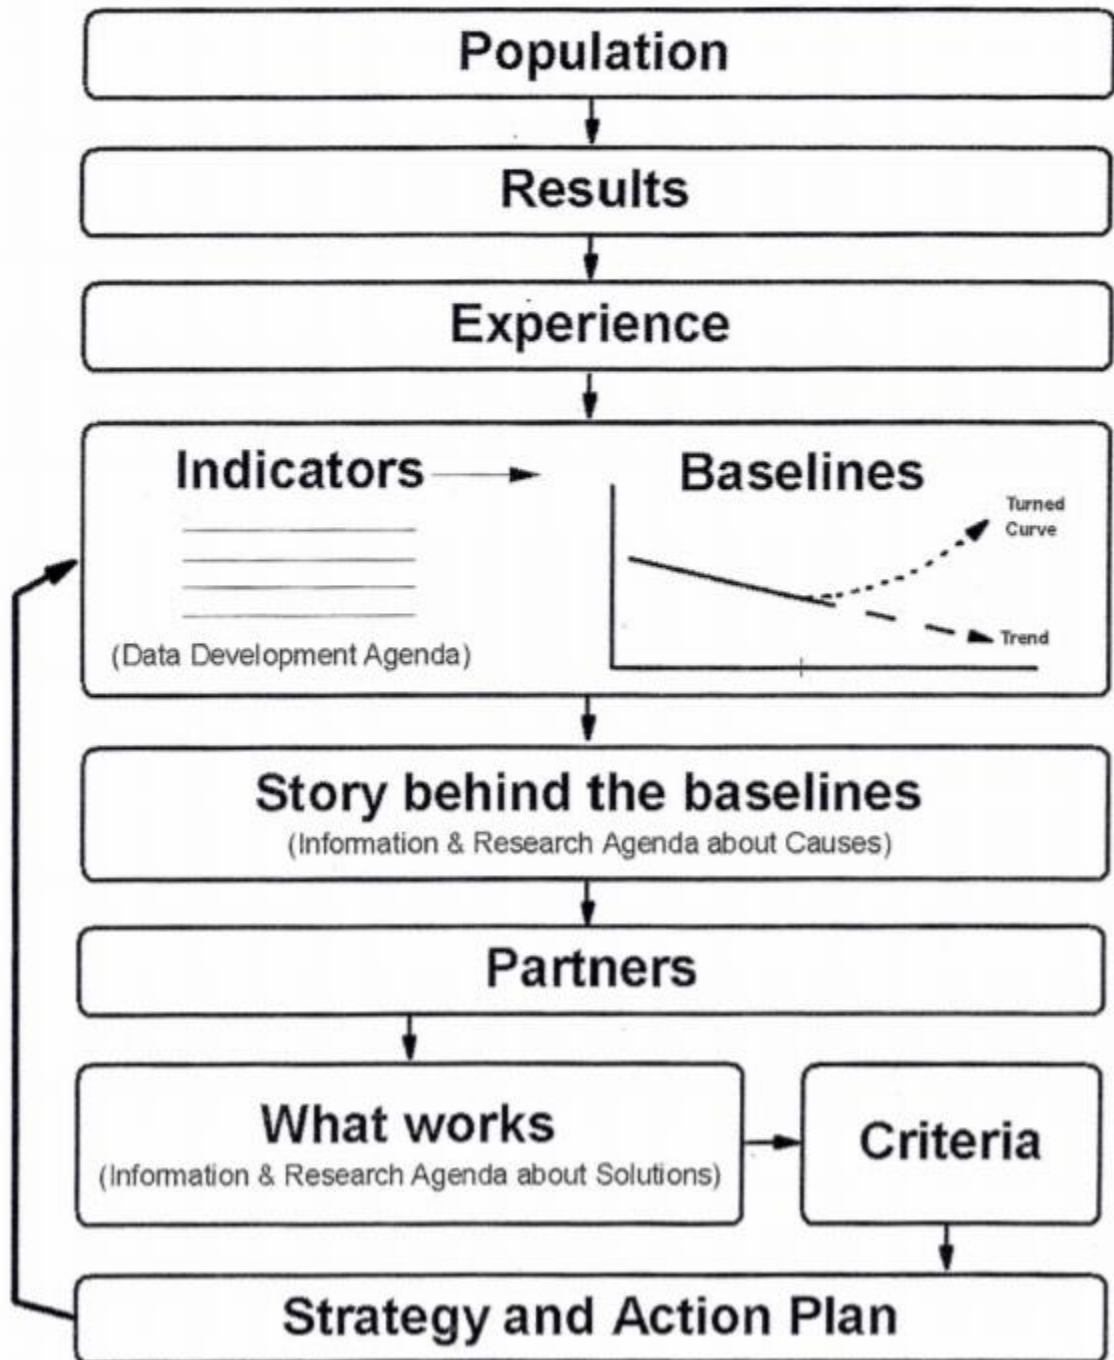 Population
Results
Experience
Indicators
Baselines
Turned
Curve
Trend
(Data Development Agenda)
Story behind the baselines
(Information & Research Agenda about Causes)
Partners
What works
(Information & Research Agenda about Solutions)
Criteria
Strategy and Action Plan